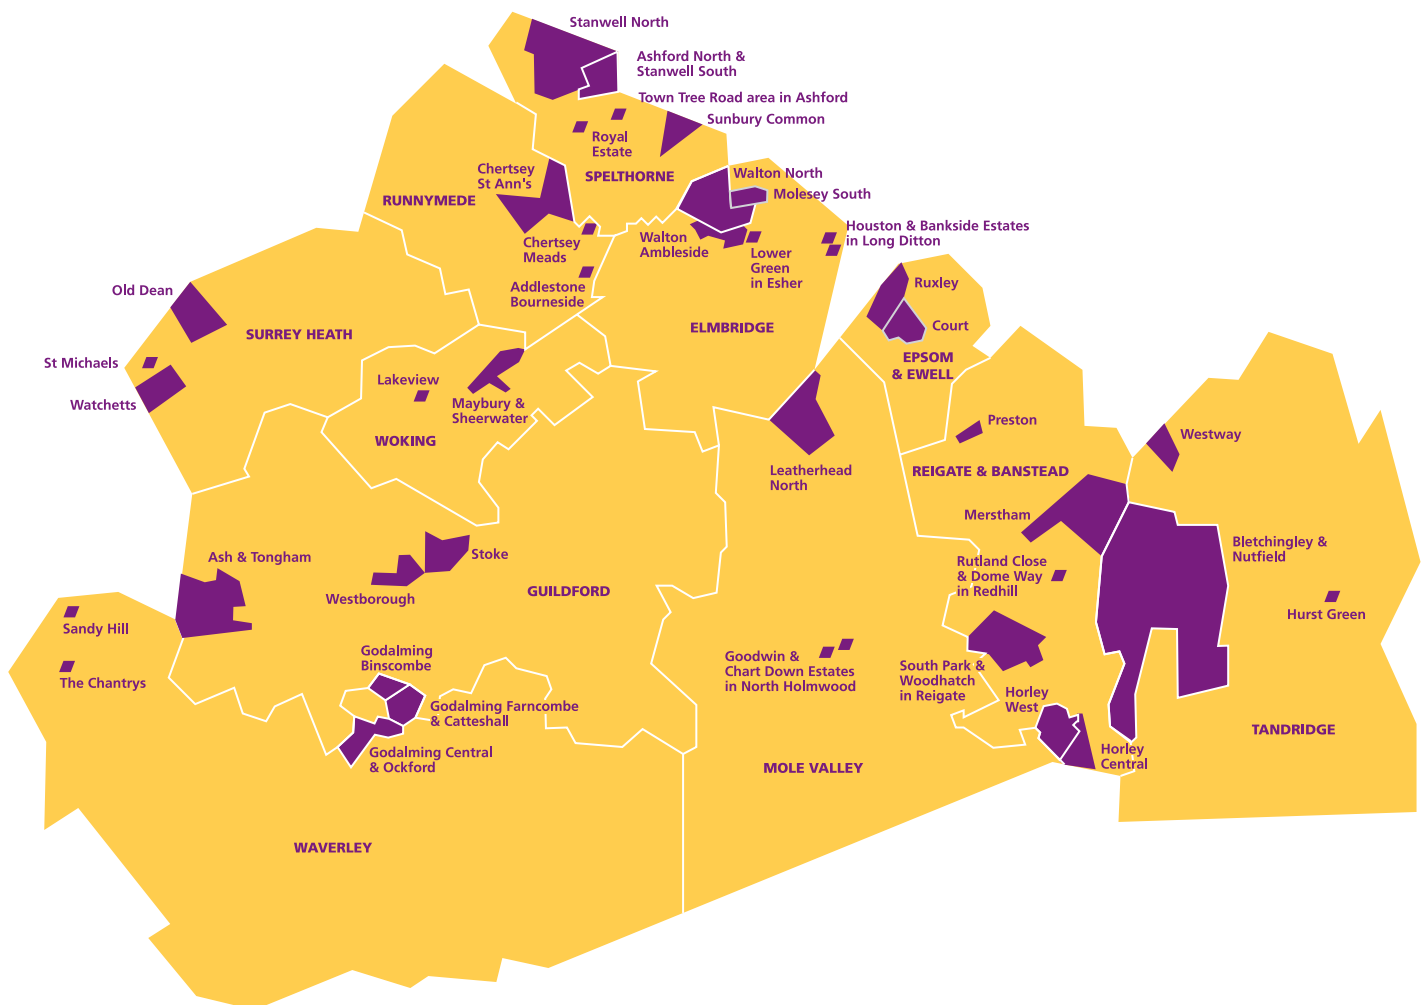 Stanwell North
Ashford North &
Stanwell South
Town Tree Road area in Ashford
Sunbury Common
Royal
Estate
Chertsey
St Ann's
SPELTHORNE
Walton North
Molesey South
RUNNYMEDE
Houston & Bankside Estates
in Long Ditton
Chertsey
Meads
Walton
Ambleside
Lower
Green
in Esher
Addlestone
Bourneside
Ruxley
Old Dean
Court
SURREY HEATH
ELMBRIDGE
EPSOM
& EWELL
St Michaels
Lakeview
Watchetts
Maybury &
Sheerwater
Preston
Westway
WOKING
Leatherhead
North
REIGATE & BANSTEAD
Merstham
Bletchingley &
Nutfield
Ash & Tongham
Stoke
Rutland Close
& Dome Way
in Redhill
Westborough
GUILDFORD
Hurst Green
Sandy Hill
The Chantrys
Godalming
Binscombe
Goodwin &
Chart Down Estates
in North Holmwood
South Park &
Woodhatch
in Reigate
Horley
West
Godalming Farncombe
& Catteshall
TANDRIDGE
Godalming Central
& Ockford
Horley
Central
MOLE VALLEY
WAVERLEY